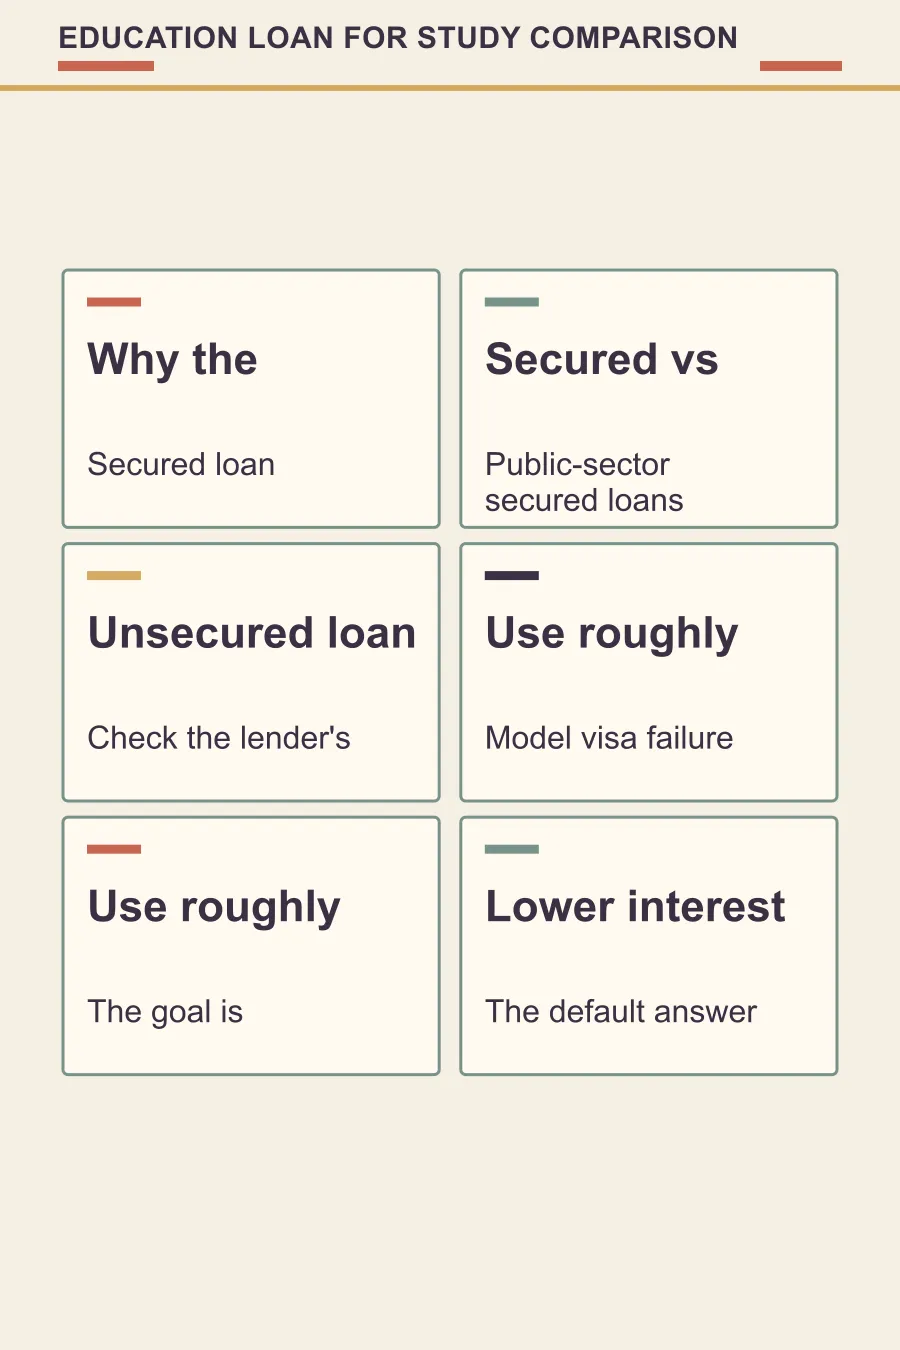 EDUCATION LOAN FOR STUDY COMPARISON
Why the
Secured loan
Secured vs
Public-sector
secured loans
Unsecured loan
Check the lender's
Use roughly
Model visa failure
Use roughly
The goal is
Lower interest
The default answer